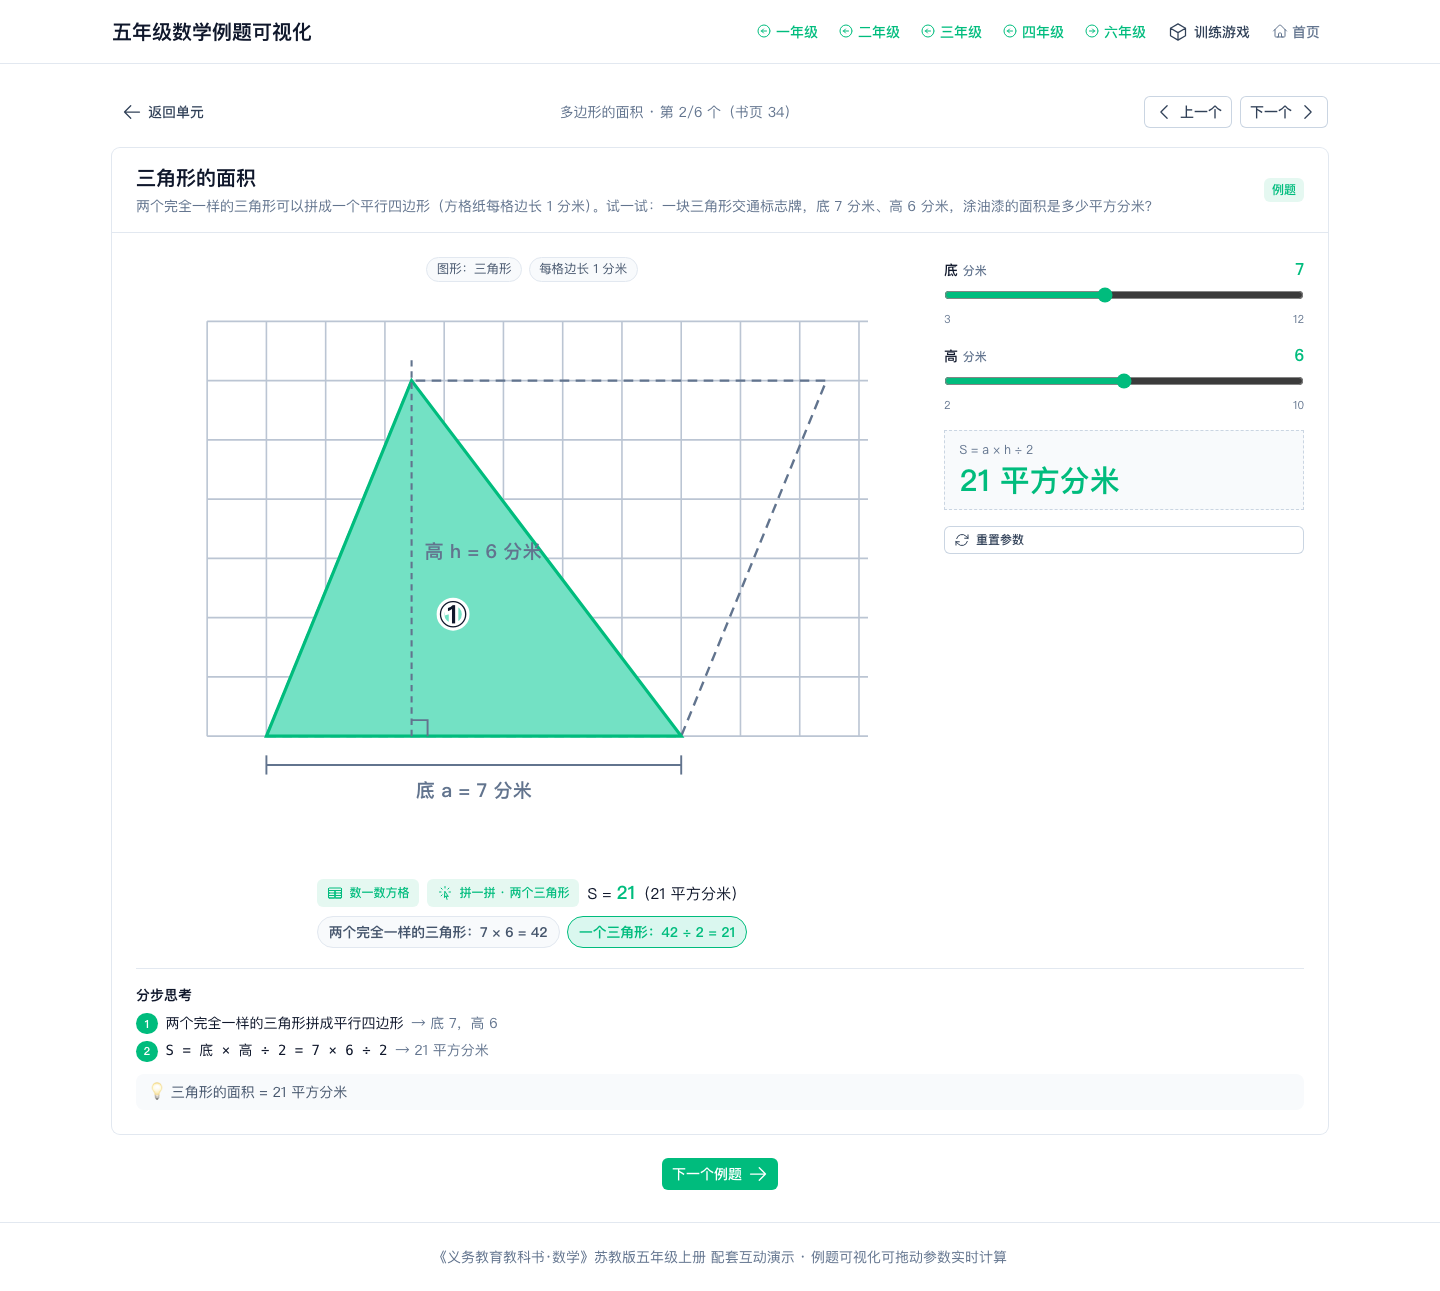 五年级数学例题可视化
一年级 二年级 三年级 四年级 六年级 训练游戏 首页
返回单元
多边形的面积 · 第 2/6 个（书页 34）
上一个 下一个
三角形的面积
两个完全一样的三角形可以拼成一个平行四边形（方格纸每格边长 1 分米）。试一试：一块三角形交通标志牌，底 7 分米、高 6 分米，涂油漆的面积是多少平方分米？
例题
图形：三角形 每格边长 1 分米
高 h = 6 分米
①
底 a = 7 分米
底 分米 7
3 12
高 分米 6
2 10
S = a × h ÷ 2
21 平方分米
重置参数
数一数方格 拼一拼 · 两个三角形 S = 21（21 平方分米）
两个完全一样的三角形：7 × 6 = 42 一个三角形：42 ÷ 2 = 21
分步思考
1 两个完全一样的三角形拼成平行四边形 → 底 7，高 6
2 S = 底 × 高 ÷ 2 = 7 × 6 ÷ 2 → 21 平方分米
三角形的面积 = 21 平方分米
下一个例题
《义务教育教科书·数学》苏教版五年级上册 配套互动演示 · 例题可视化可拖动参数实时计算